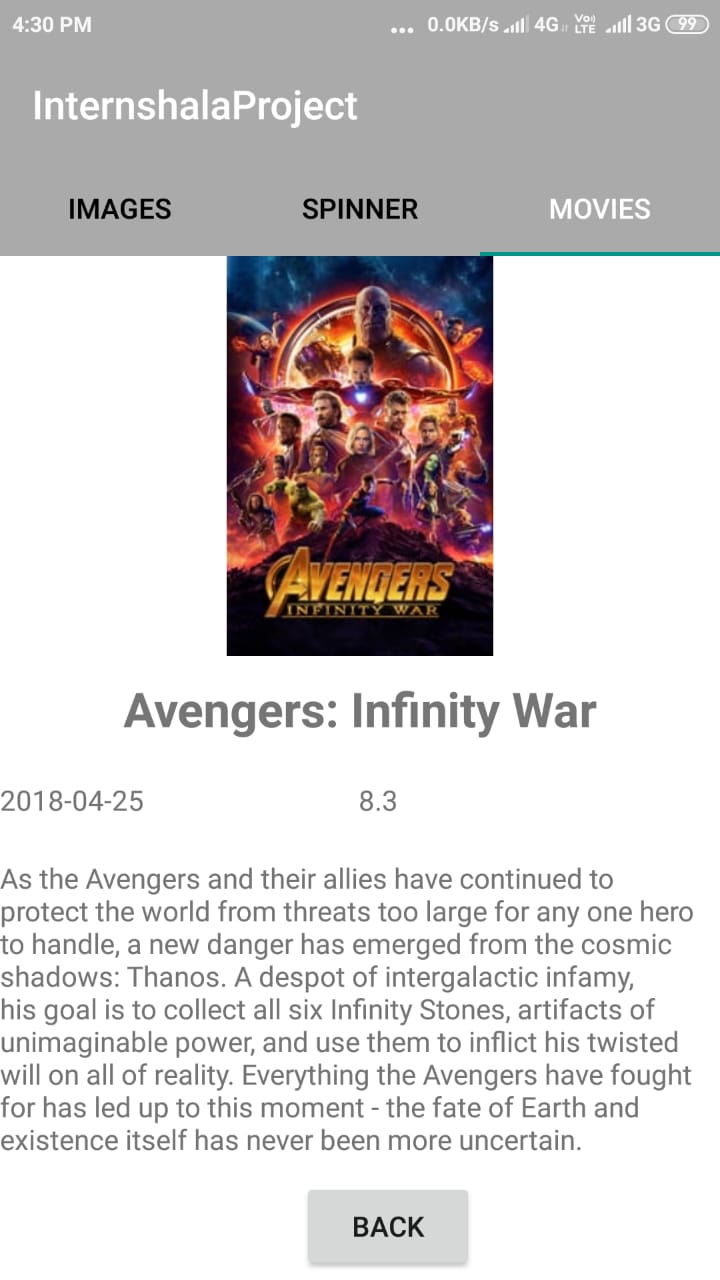 4:30 PM ... 0.0KB/s 4G Vo) LTE 3G 99
InternshalaProject
IMAGES SPINNER MOVIES
AVENGERS
INFINITY WAR
Avengers: Infinity War
2018-04-25 8.3
As the Avengers and their allies have continued to
protect the world from threats too large for any one hero
to handle, a new danger has emerged from the cosmic
shadows: Thanos. A despot of intergalactic infamy,
his goal is to collect all six Infinity Stones, artifacts of
unimaginable power, and use them to inflict his twisted
will on all of reality. Everything the Avengers have fought
for has led up to this moment - the fate of Earth and
existence itself has never been more uncertain.
BACK